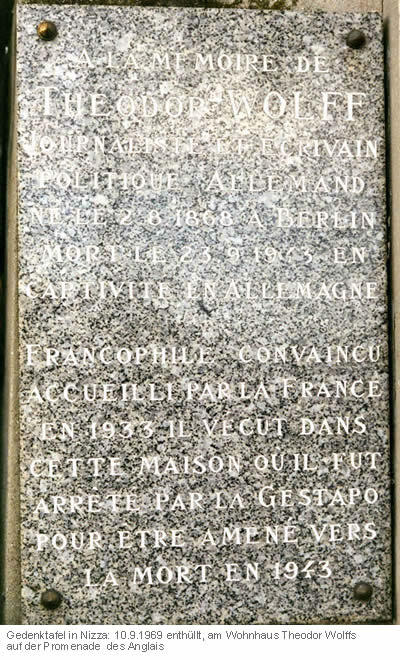 A LA MEMOIRE DE
THEODOR WOLFF
JOURNALISTE ET ECRIVAIN
POLITIQUE ALLEMAND
NE LE 2 8 1868 A BERLIN
MORT LE 23 9 1943 EN
CAPTIVITE EN ALLEMAGNE
FRANCOPHILE CONVAINCU
ACCUEILLI PAR LA FRANCE
EN 1933 IL VECUT DANS
CETTE MAISON QU'IL FUT
ARRÊTE PAR LA GESTAPO
POUR ETRE AMENÉ VERS
LA MORT EN 1943
Gedenktafel in Nizza: 10.9.1969 enthüllt, am Wohnhaus Theodor Wolffs
auf der Promenade des Anglais